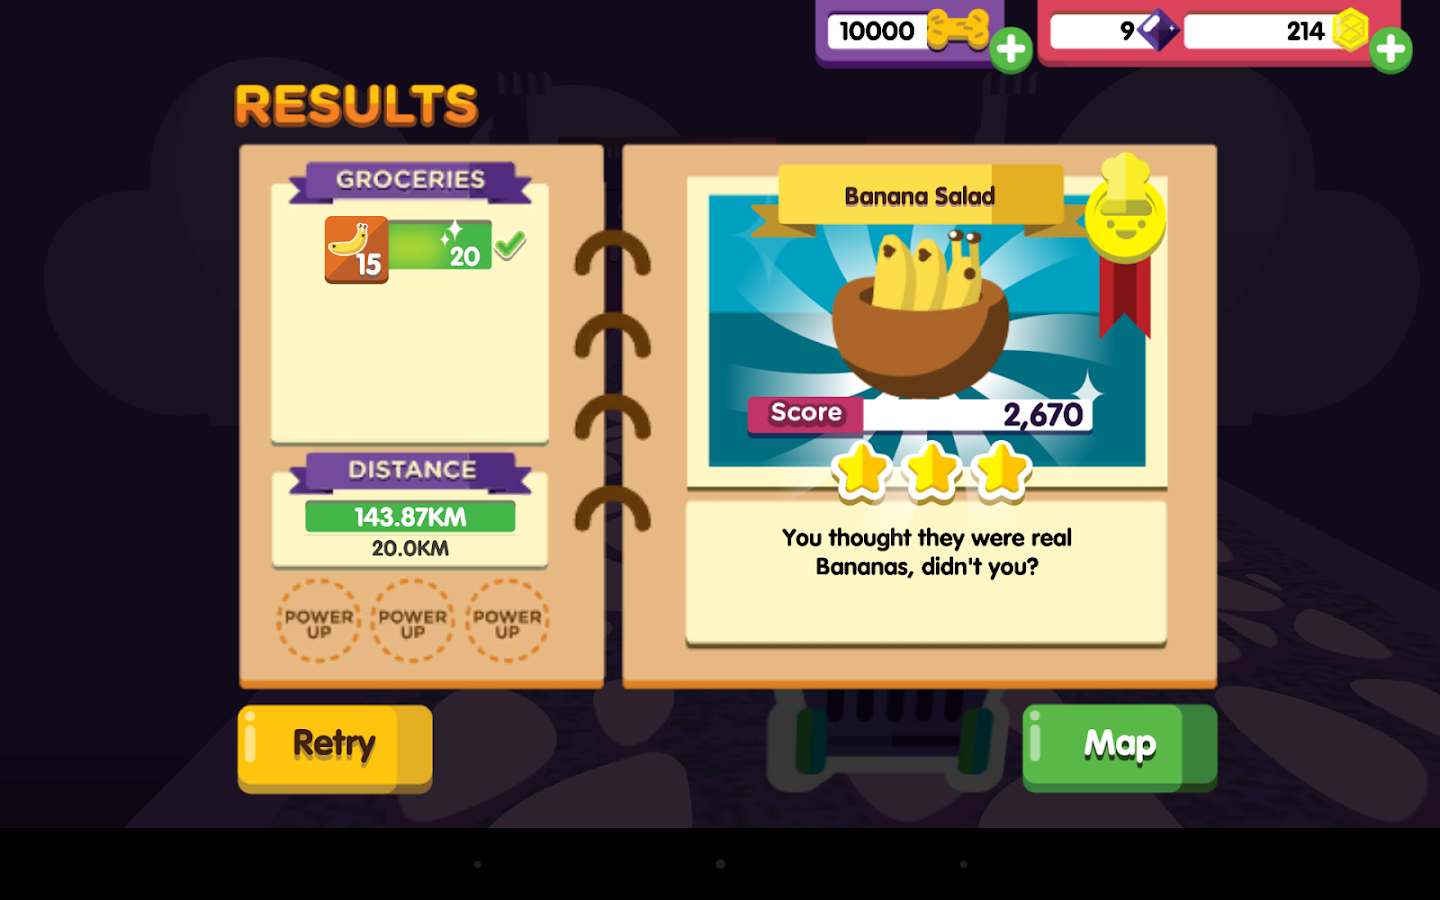 10000
9
214
RESULTS
GROCERIES
15
20
DISTANCE
143.87KM
20.0KM
POWER UP
POWER UP
POWER UP
Banana Salad
Score
2,670
You thought they were real
Bananas, didn't you?
Retry
Map